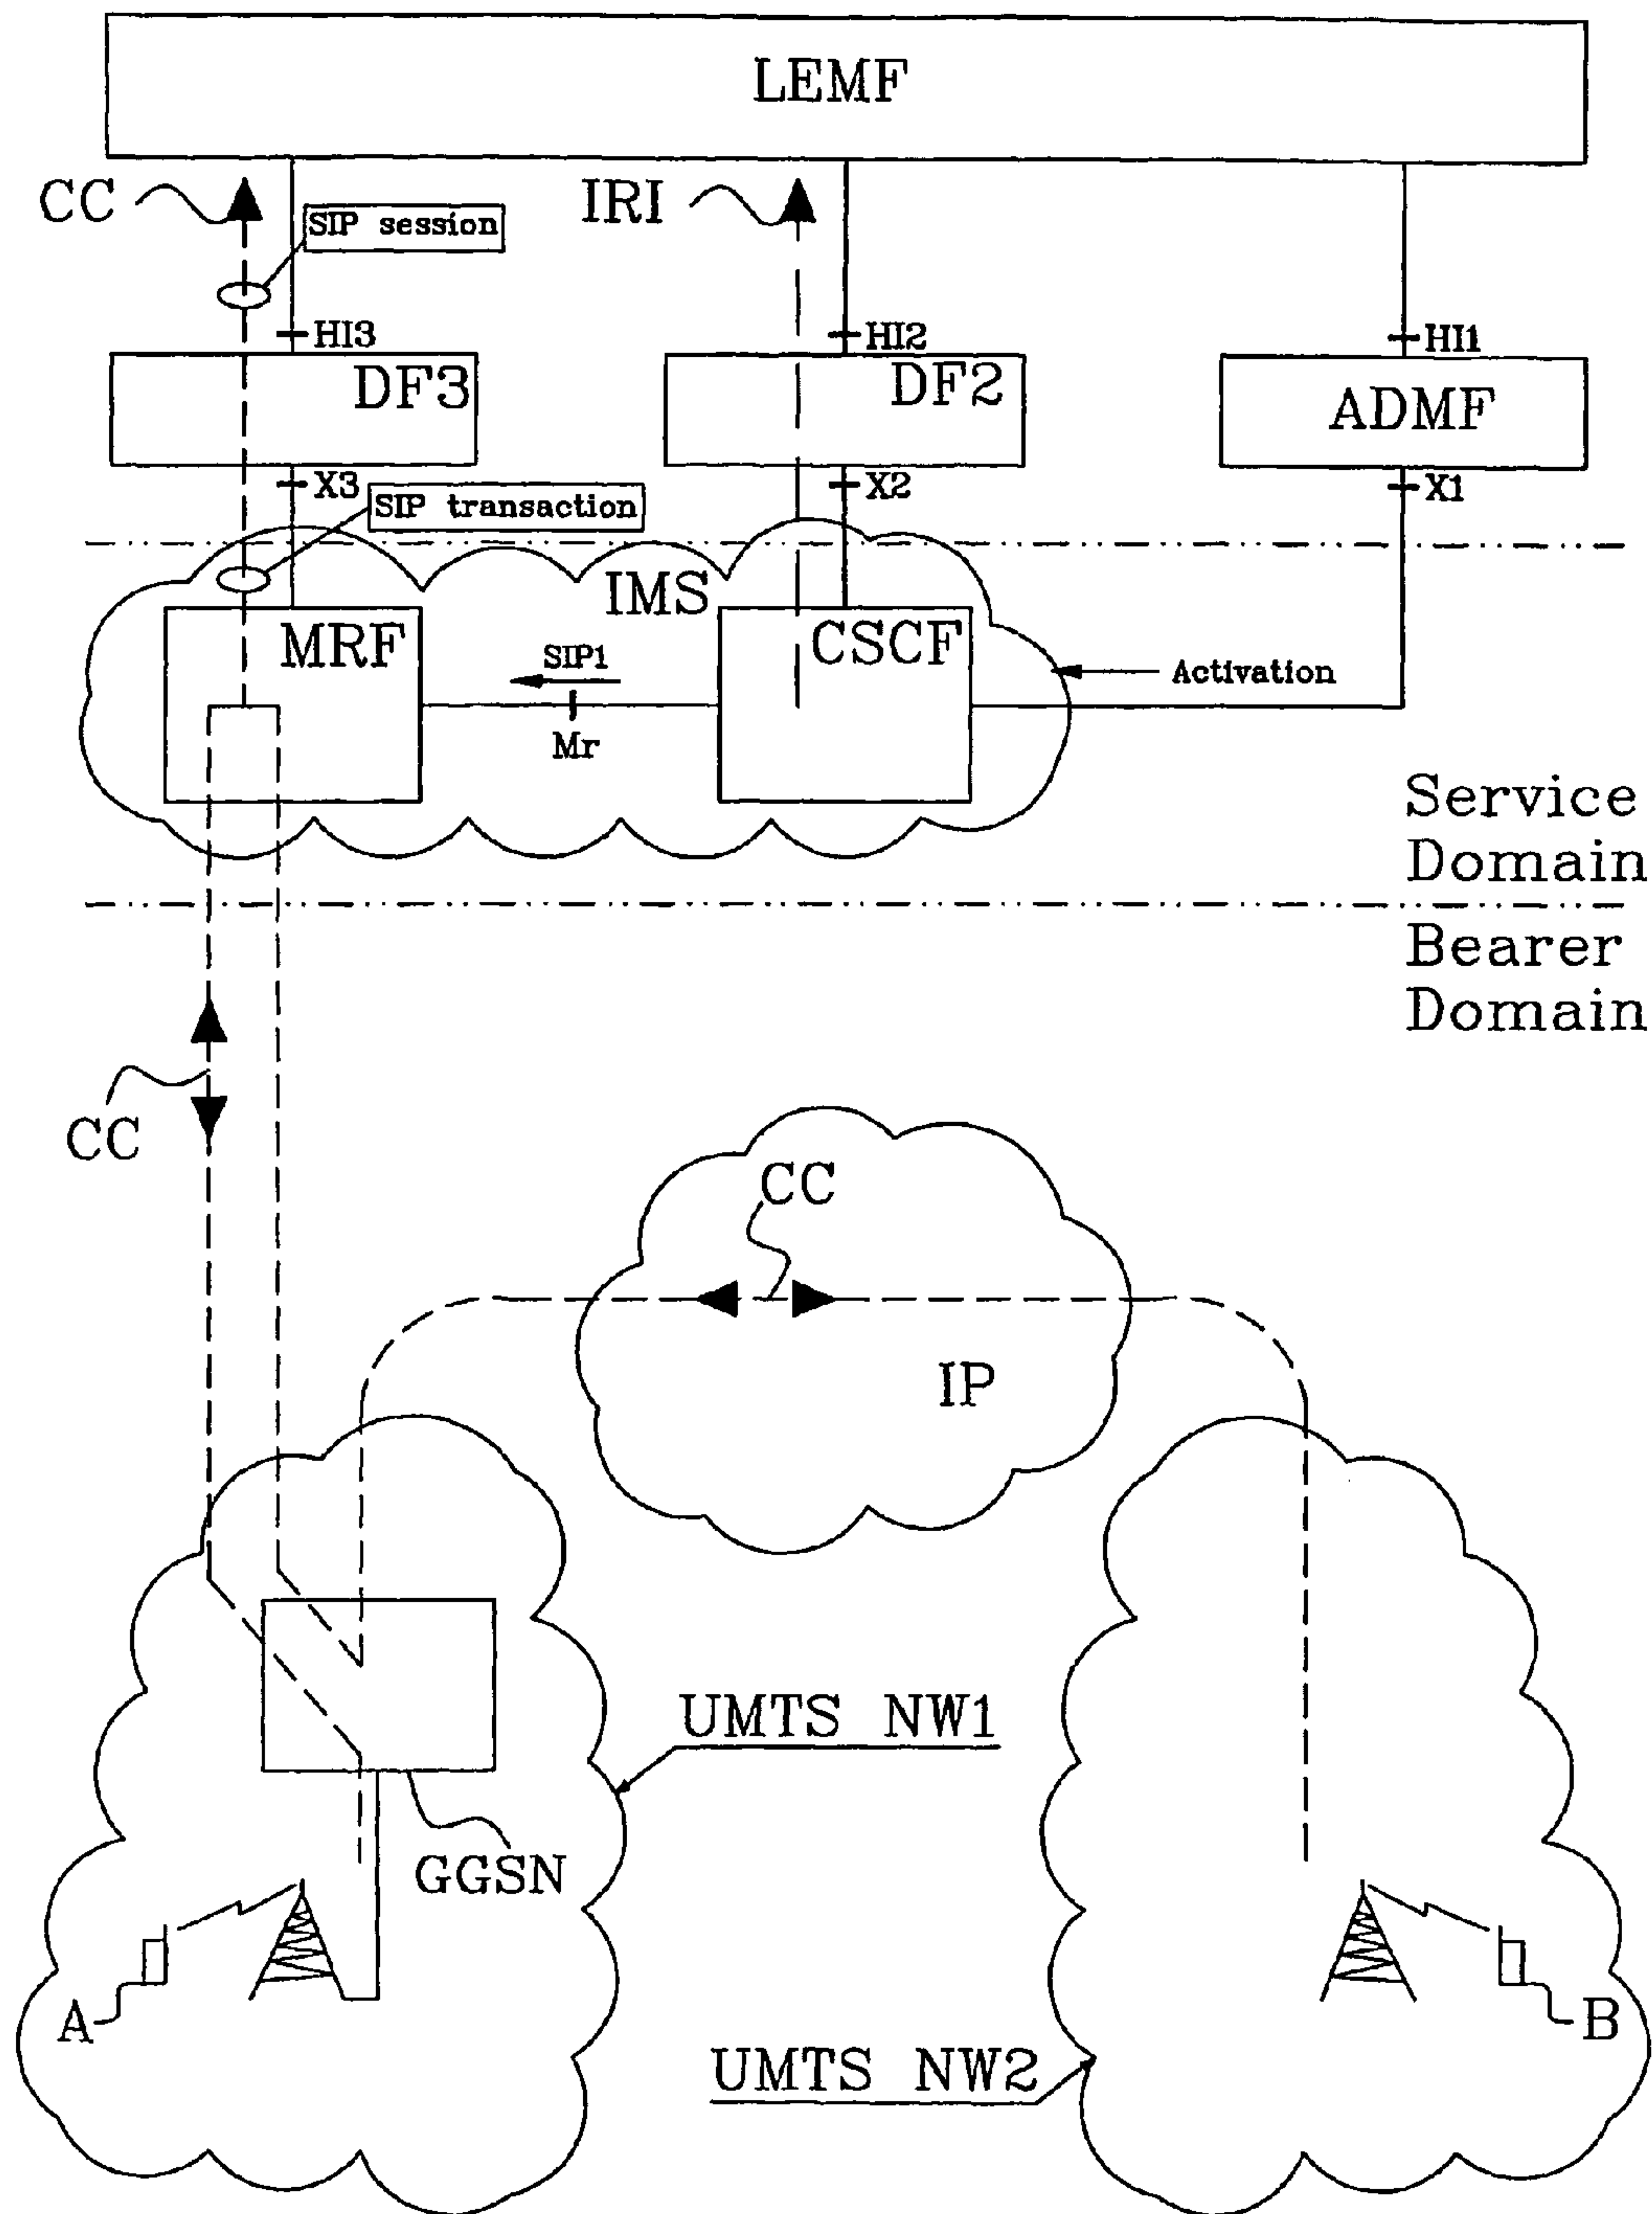 LEMF
CC
IRI
SIP session
HI3
HI2
HI1
DF3
DF2
ADMF
X3
X2
X1
SIP transaction
IMS
MRF
CSCF
SIP1
Activation
Mr
Service
Domain
Bearer
Domain
CC
CC
IP
UMTS NW1
GGSN
A
B
UMTS NW2